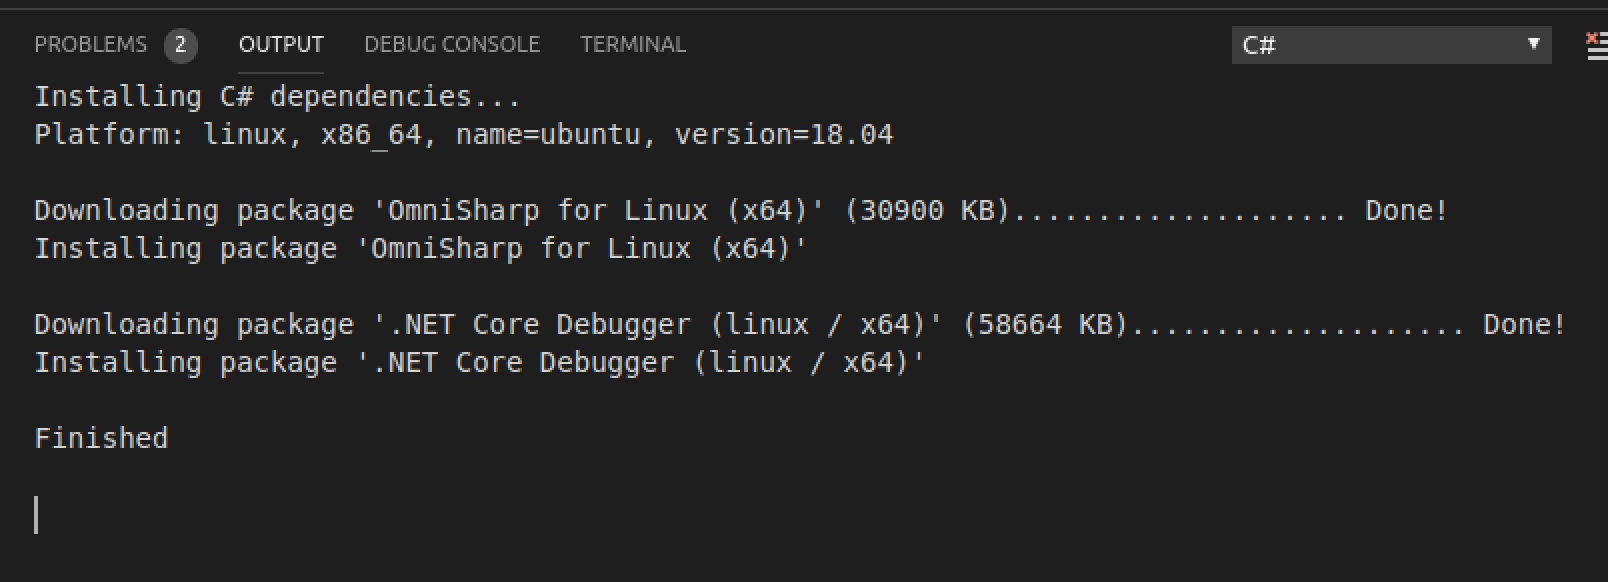 PROBLEMS 2 OUTPUT DEBUG CONSOLE TERMINAL C#
Installing C# dependencies...
Platform: linux, x86_64, name=ubuntu, version=18.04
Downloading package 'OmniSharp for Linux (x64)' (30900 KB).................... Done!
Installing package 'OmniSharp for Linux (x64)'
Downloading package '.NET Core Debugger (linux / x64)' (58664 KB).................... Done!
Installing package '.NET Core Debugger (linux / x64)'
Finished